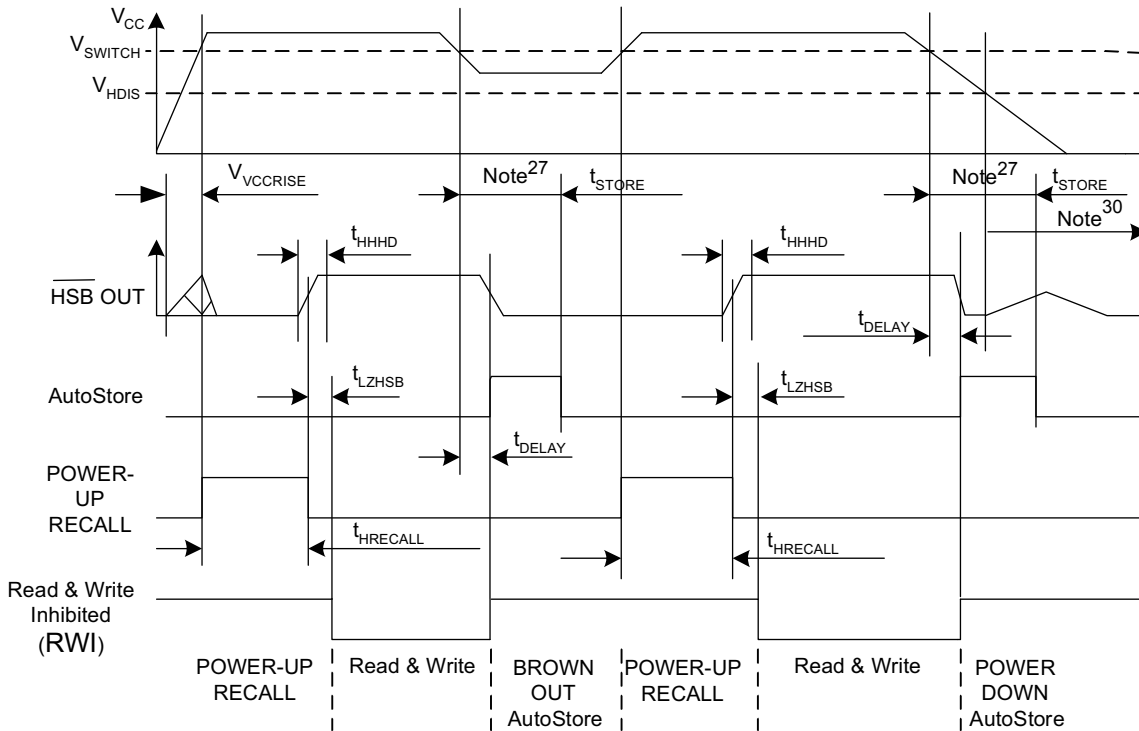 VCC
VSWITCH
VHDIS
VVCCRISE
Note27
tSTORE
Note27
tSTORE
Note30
tHHHD
tHHHD
HSB OUT
tDELAY
tLZHSB
tLZHSB
AutoStore
tDELAY
POWER-
UP
RECALL
tHRECALL
tHRECALL
Read & Write
Inhibited
(RWI)
POWER-UP
RECALL
Read & Write
BROWN
OUT
AutoStore
POWER-UP
RECALL
Read & Write
POWER
DOWN
AutoStore